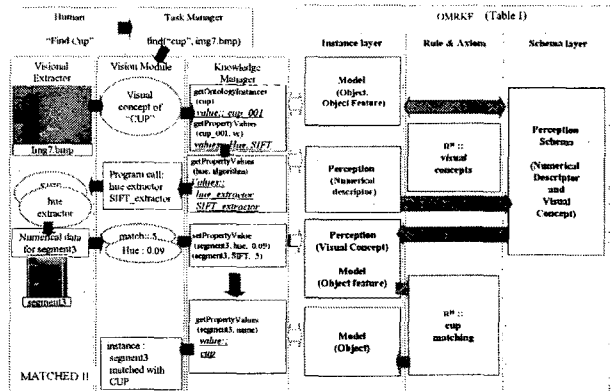 Human
Task Manager
OMRKF (Table I)
"Find Cup"
find("cup", img7.bmp)
Visional Extractor
Vision Module
Knowledge Manager
Instance layer
Rule & Axiom
Schema layer
Img7.bmp
Visual concept of "CUP"
getOntologyInstances (cup)
value:: cup_001
getPropertyValues (cup_001, vc)
values:: Hue, SIFT
Model (Object, Object Feature)
Program call: hue extractor SIFT_extractor
getPropertyValues (hue, algorithm)
Values::
hue_extractor
SIFT_extractor
Perception (Numerical descriptor)
visual concepts
Perception Schema (Numerical Descriptor and Visual Concept)
hue extractor
Numerical data for segment3
match: 5
Hue : 0.09
setPropertyValue (segment3, hue, 0.09) (segment3, SIFT, 5)
Perception (Visual Concept)
Model (Object feature)
segment3
getPropertyValues (segment3, name)
value::
cup
Model (Object)
cup matching
instance : segment3 matched with CUP
MATCHED !!